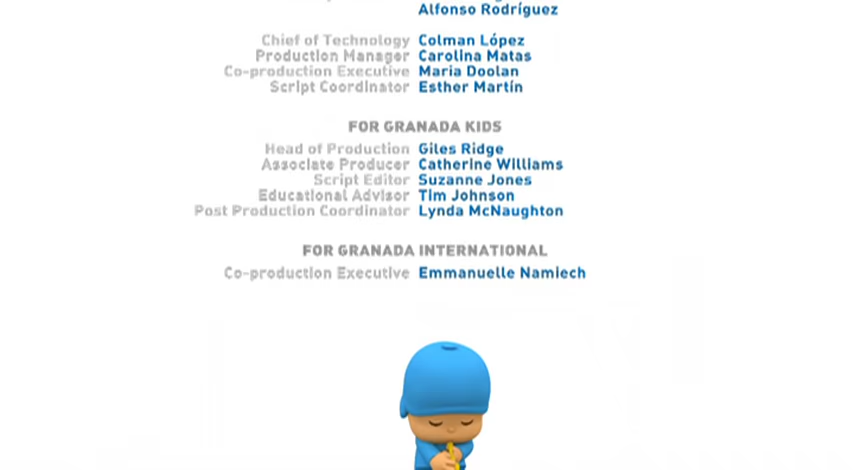 Alfonso Rodríguez
Chief of Technology Colman López
Production Manager Carolina Matas
Co-production Executive Maria Doolan
Script Coordinator Esther Martín
FOR GRANADA KIDS
Head of Production Giles Ridge
Associate Producer Catherine Williams
Script Editor Suzanne Jones
Educational Advisor Tim Johnson
Post Production Coordinator Lynda McNaughton
FOR GRANADA INTERNATIONAL
Co-production Executive Emmanuelle Namiech